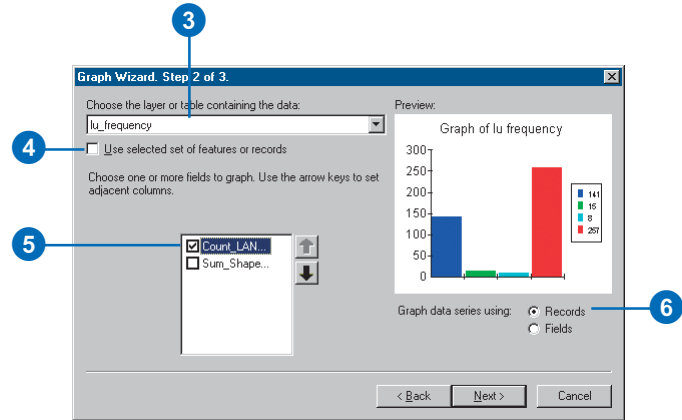 3
Graph Wizard. Step 2 of 3.
Choose the layer or table containing the data:
lu_frequency
4
Use selected set of features or records
Choose one or more fields to graph. Use the arrow keys to set
adjacent columns.
5
Count_LAN...
Sum_Shape...
Preview:
Graph of lu frequency
300
250
200
150
100
50
0
141
16
8
257
Graph data series using:
Records
Fields
6
< Back
Next >
Cancel